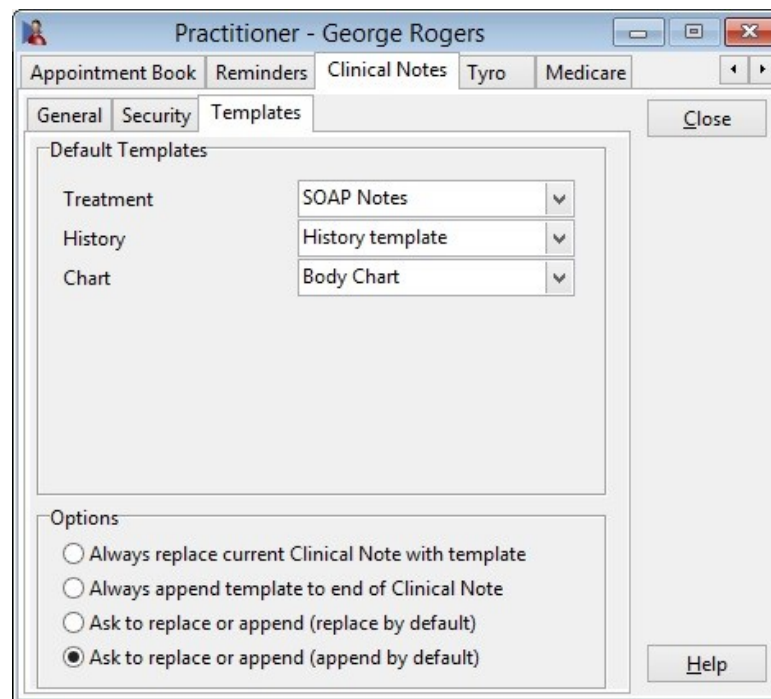 Practitioner - George Rogers
Appointment Book Reminders Clinical Notes Tyro Medicare
General Security Templates
Close
Default Templates
Treatment SOAP Notes
History History template
Chart Body Chart
Options
Always replace current Clinical Note with template
Always append template to end of Clinical Note
Ask to replace or append (replace by default)
Ask to replace or append (append by default)
Help